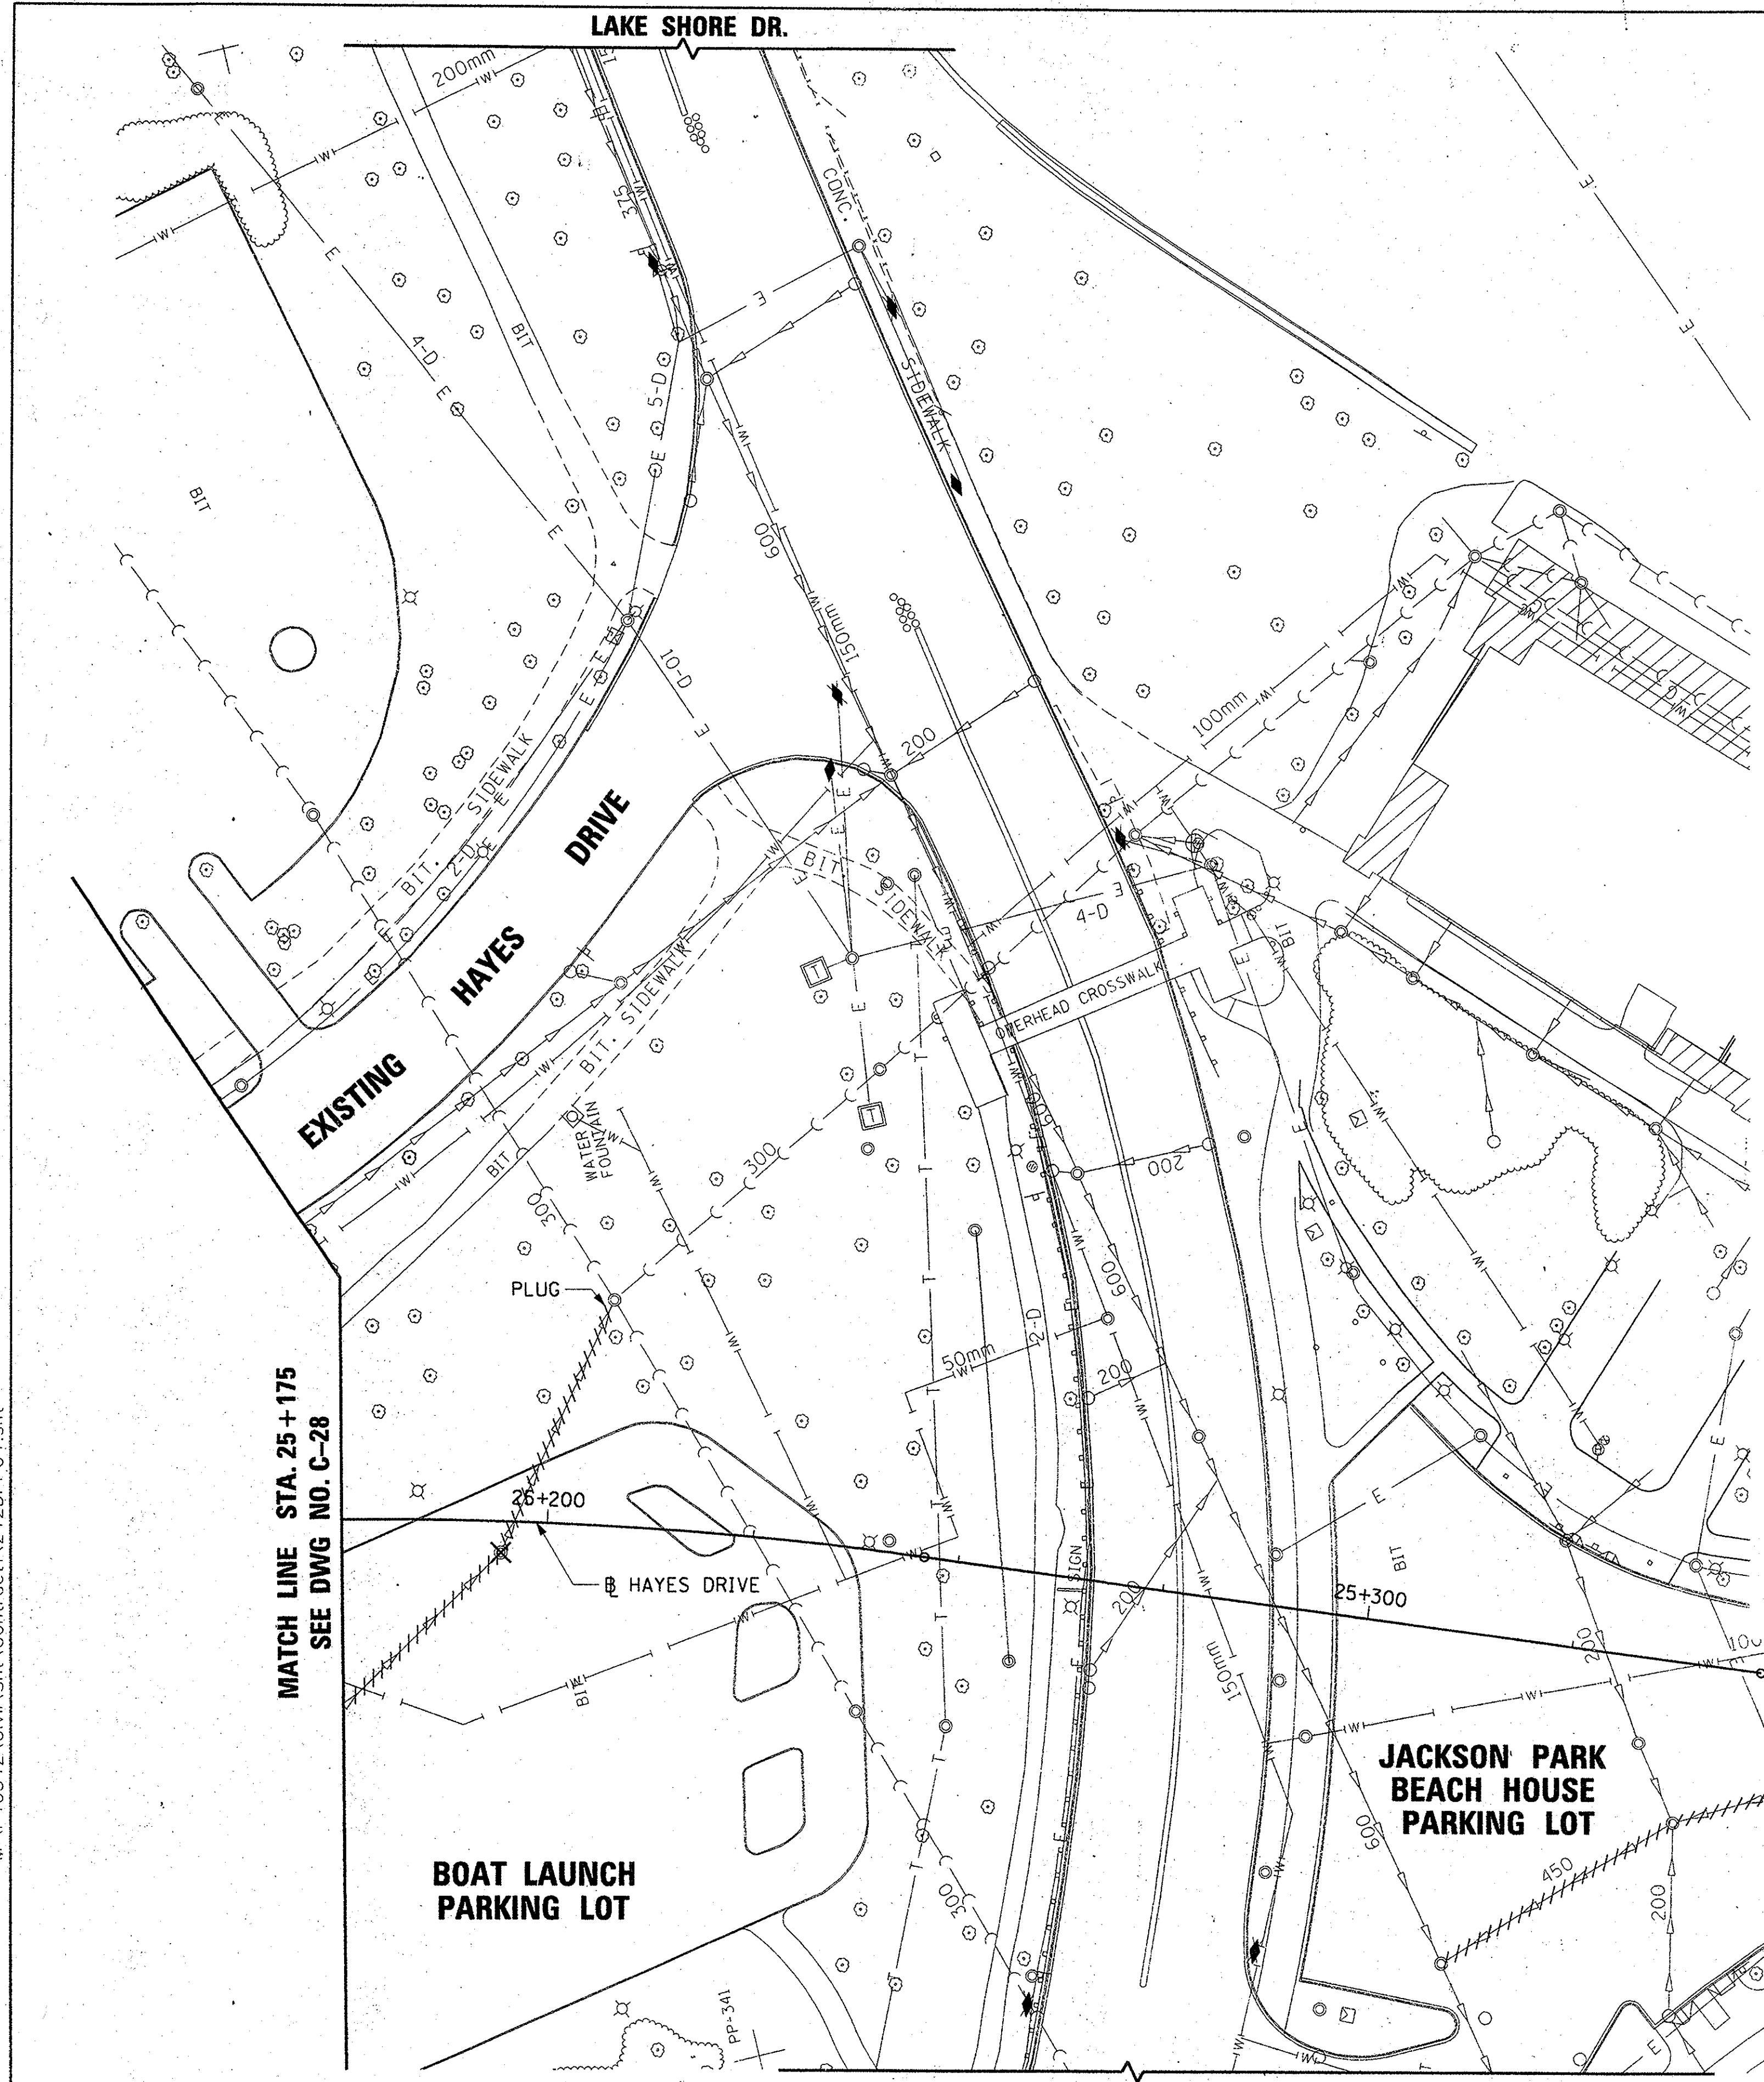 LAKE SHORE DR.
200mm
375
CONC.
E
E
E
BIT
4-D
E
5-D
E
SIDEWALK
BIT
E
600
10-D
150mm
E
100mm
200
SIDEWALK
BIT.
2-D
DRIVE
BIT.
SIDEWALK
4-D
E
BIT
HAYES
BIT. SIDEWALK
OVERHEAD CROSSWALK
EXISTING
T
T
WATER
FOUNTAIN
BIT
300
300
600
200
PLUG
600
2-D
50mm
200
MATCH LINE STA. 25+175
SEE DWG NO. C-28
25+200
HAYES DRIVE
SIGN
200
BIT
25+300
250
150mm
BIT
JACKSON PARK
BEACH HOUSE
PARKING LOT
600
450
200
BOAT LAUNCH
PARKING LOT
300
PP-341